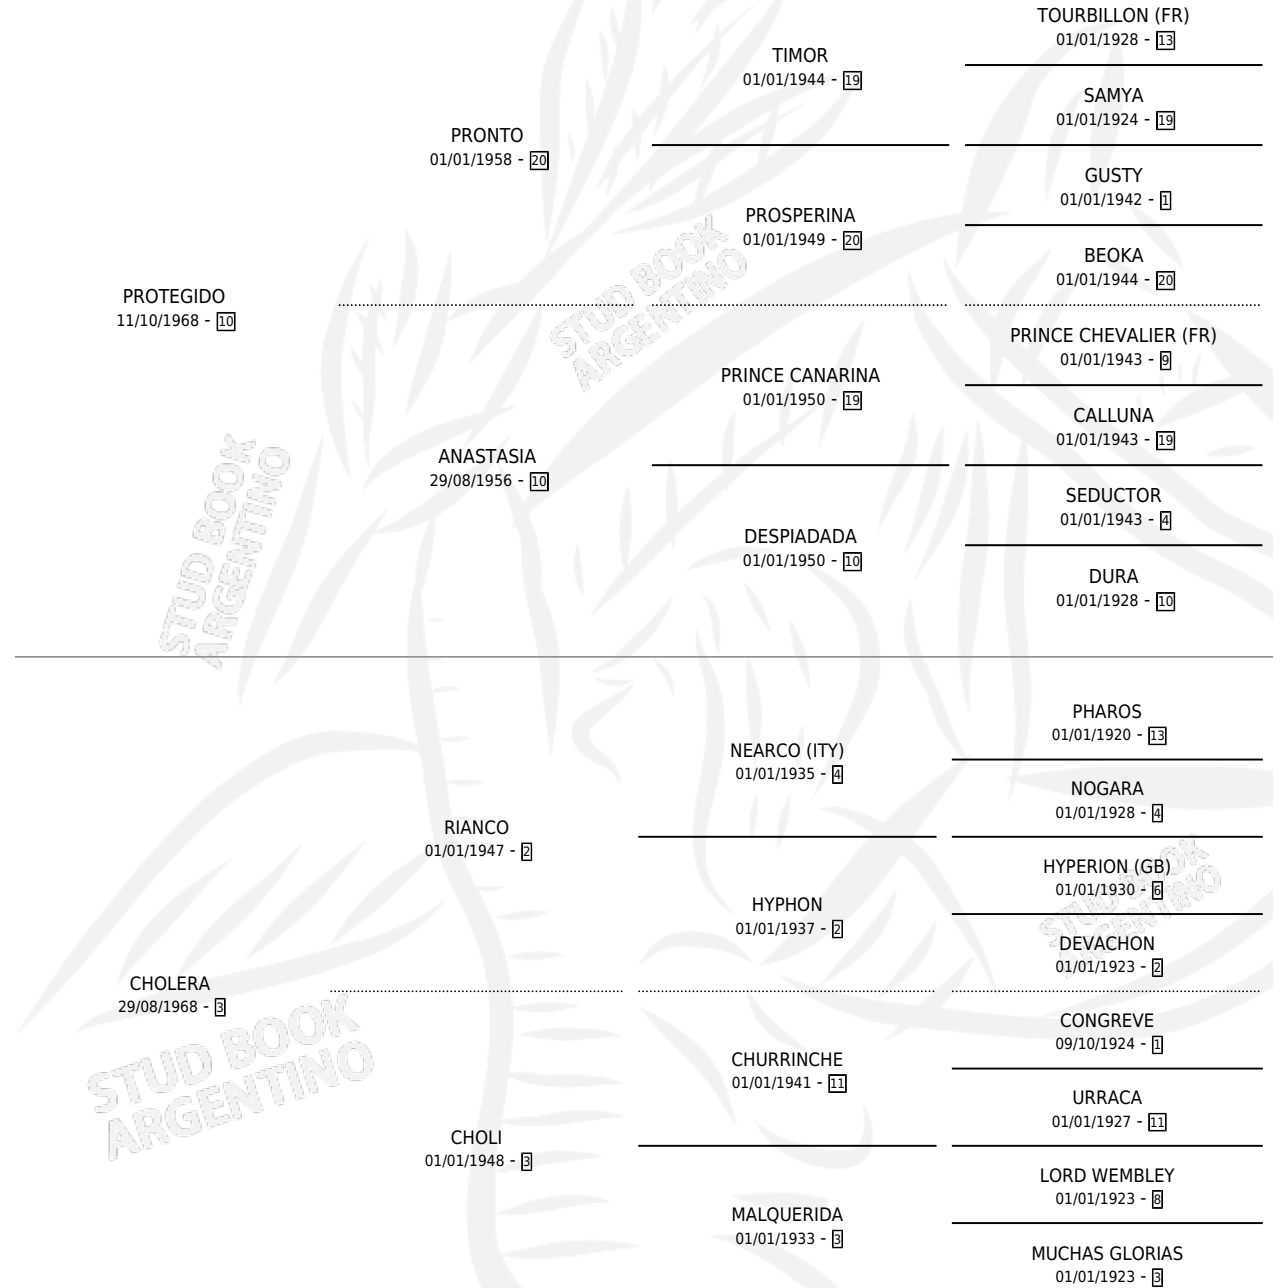 TOURBILLON (FR)
01/01/1928 - 13
TIMOR
01/01/1944 - 19
SAMYA
01/01/1924 - 19
PRONTO
01/01/1958 - 20
GUSTY
01/01/1942 - 1
PROSPERINA
01/01/1949 - 20
BEOKA
01/01/1944 - 20
PROTEGIDO
11/10/1968 - 10
PRINCE CHEVALIER (FR)
01/01/1943 - 9
PRINCE CANARINA
01/01/1950 - 19
CALLUNA
01/01/1943 - 19
ANASTASIA
29/08/1956 - 10
SEDUCTOR
01/01/1943 - 4
DESPIADADA
01/01/1950 - 10
DURA
01/01/1928 - 10
PHAROS
01/01/1920 - 13
NEARCO (ITY)
01/01/1935 - 4
NOGARA
01/01/1928 - 4
RIANCO
01/01/1947 - 2
HYPERION (GB)
01/01/1930 - 6
HYPHON
01/01/1937 - 2
DEVACHON
01/01/1923 - 2
CHOLERA
29/08/1968 - 3
CONGREVE
09/10/1924 - 1
CHURRINCHE
01/01/1941 - 11
URRACA
01/01/1927 - 11
CHOLI
01/01/1948 - 3
LORD WEMBLEY
01/01/1923 - 8
MALQUERIDA
01/01/1933 - 3
MUCHAS GLORIAS
01/01/1923 - 3
STUD BOOK
ARGENTINO
STUD BOOK
ARGENTINO
STUD BOOK
ARGENTINO
STUD BOOK
ARGENTINO